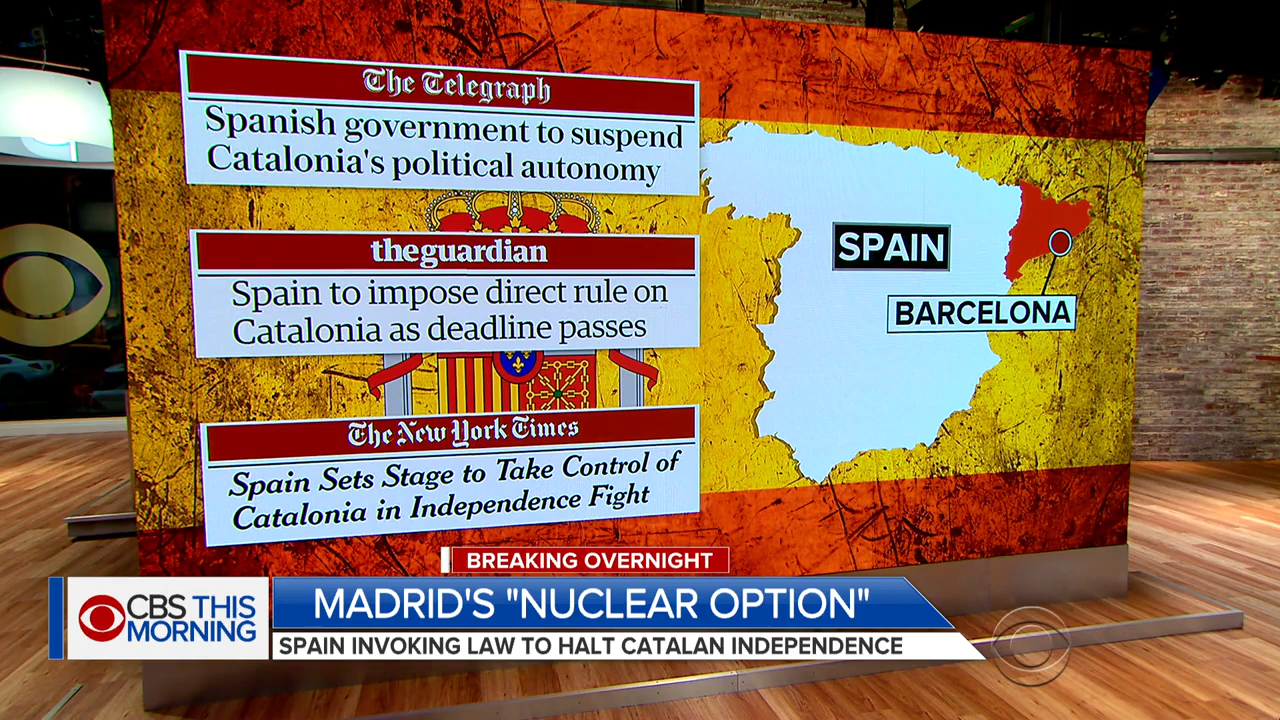 The Telegraph
Spanish government to suspend
Catalonia's political autonomy
theguardian
Spain to impose direct rule on
Catalonia as deadline passes
The New York Times
Spain Sets Stage to Take Control of
Catalonia in Independence Fight
SPAIN
BARCELONA
BREAKING OVERNIGHT
CBS THIS
MORNING
MADRID'S "NUCLEAR OPTION"
SPAIN INVOKING LAW TO HALT CATALAN INDEPENDENCE